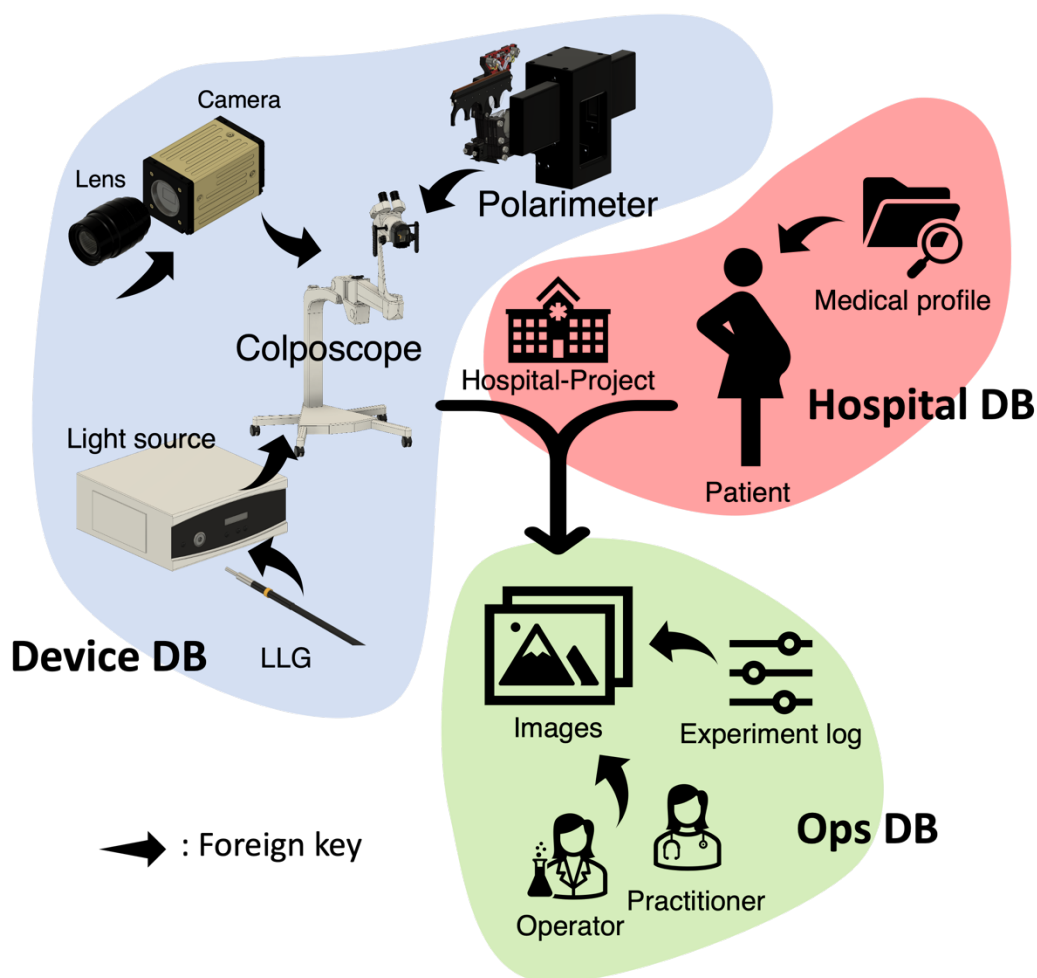 Camera
Lens
Polarimeter
Colposcope
Light source
LLG
Device DB
Medical profile
Hospital-Project
Hospital DB
Patient
Images
Experiment log
Ops DB
Practitioner
Operator
: Foreign key